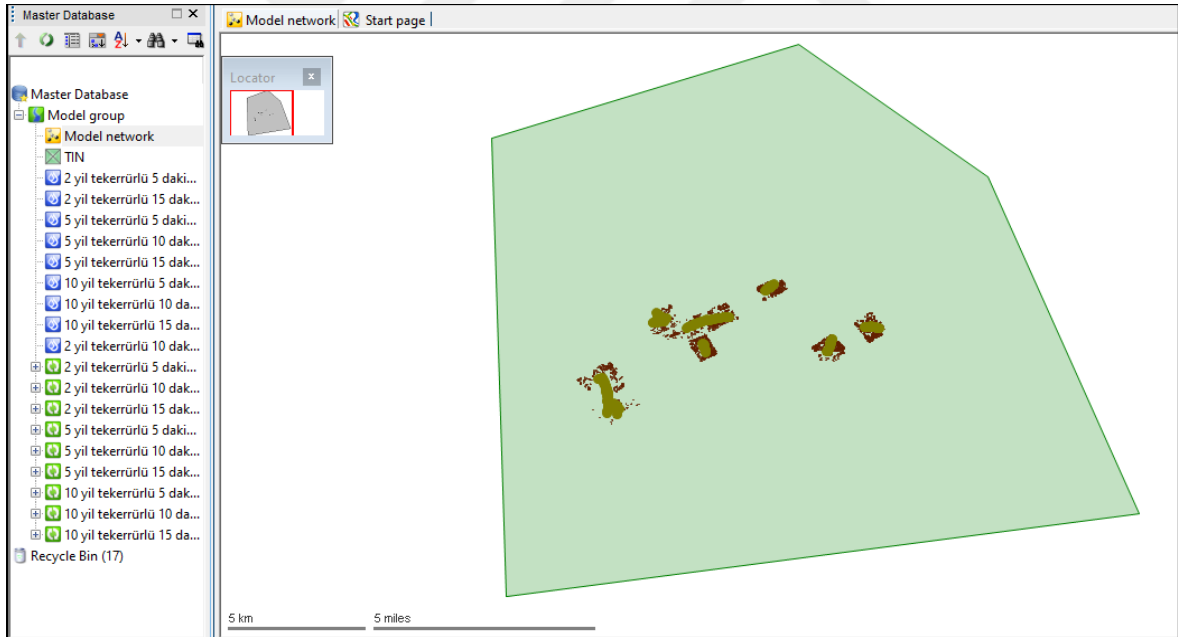 Master Database
Model network
Start page
Locator
Master Database
Model group
Model network
TIN
2 yil tekerrürlü 5 daki...
2 yil tekerrürlü 15 dak...
5 yil tekerrürlü 5 daki...
5 yil tekerrürlü 10 dak...
5 yil tekerrürlü 15 dak...
10 yil tekerrürlü 5 dak...
10 yil tekerrürlü 10 da...
10 yil tekerrürlü 15 da...
2 yil tekerrürlü 10 dak...
2 yil tekerrürlü 5 daki...
2 yil tekerrürlü 10 dak...
2 yil tekerrürlü 15 dak...
5 yil tekerrürlü 5 daki...
5 yil tekerrürlü 10 dak...
5 yil tekerrürlü 15 dak...
10 yil tekerrürlü 5 dak...
10 yil tekerrürlü 10 da...
10 yil tekerrürlü 15 da...
Recycle Bin (17)
5 km
5 miles